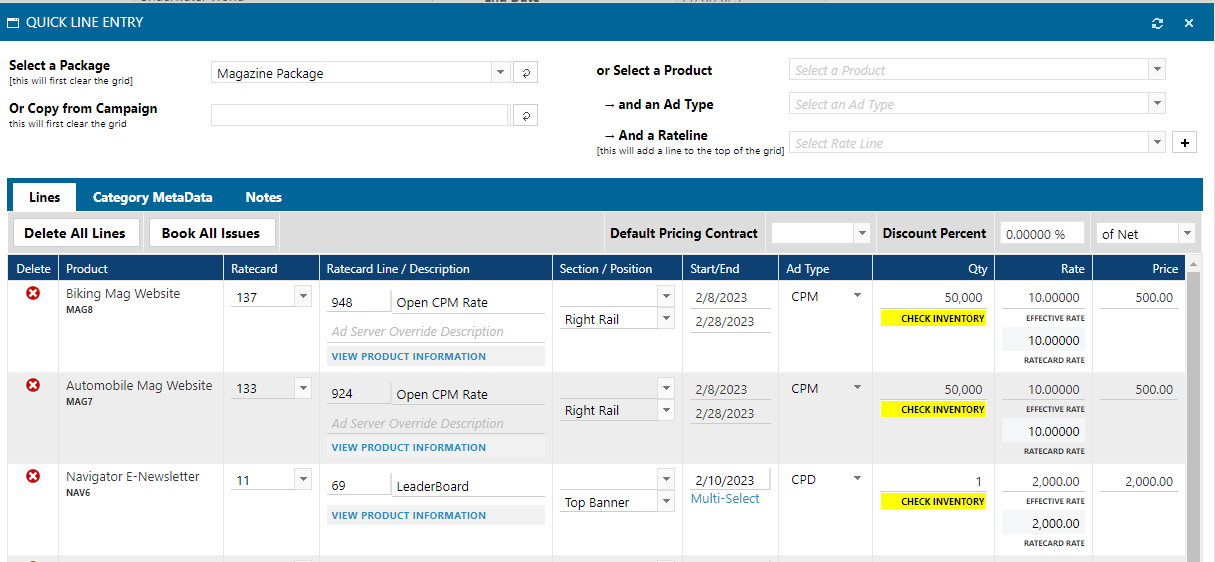 QUICK LINE ENTRY
Select a Package
[this will first clear the grid]
Magazine Package
Or Copy from Campaign
this will first clear the grid
or Select a Product
Select a Product
→ and an Ad Type
Select an Ad Type
→ And a Rateline
[this will add a line to the top of the grid]
Select Rate Line
Lines Category MetaData Notes
Delete All Lines Book All Issues Default Pricing Contract Discount Percent 0.00000 % of Net
Delete Product Ratecard Ratecard Line / Description Section / Position Start/End Ad Type Qty Rate Price
Biking Mag Website 137 948 Open CPM Rate 2/8/2023 CPM 50,000 10.00000 500.00
MAG8 Right Rail 2/28/2023 CHECK INVENTORY EFFECTIVE RATE
Ad Server Override Description 10.00000
VIEW PRODUCT INFORMATION RATECARD RATE
Automobile Mag Website 133 924 Open CPM Rate 2/8/2023 CPM 50,000 10.00000 500.00
MAG7 Right Rail 2/28/2023 CHECK INVENTORY EFFECTIVE RATE
Ad Server Override Description 10.00000
VIEW PRODUCT INFORMATION RATECARD RATE
Navigator E-Newsletter 11 69 LeaderBoard 2/10/2023 CPD 1 2,000.00 2,000.00
NAV6 Top Banner Multi-Select CHECK INVENTORY EFFECTIVE RATE
VIEW PRODUCT INFORMATION 2,000.00
RATECARD RATE